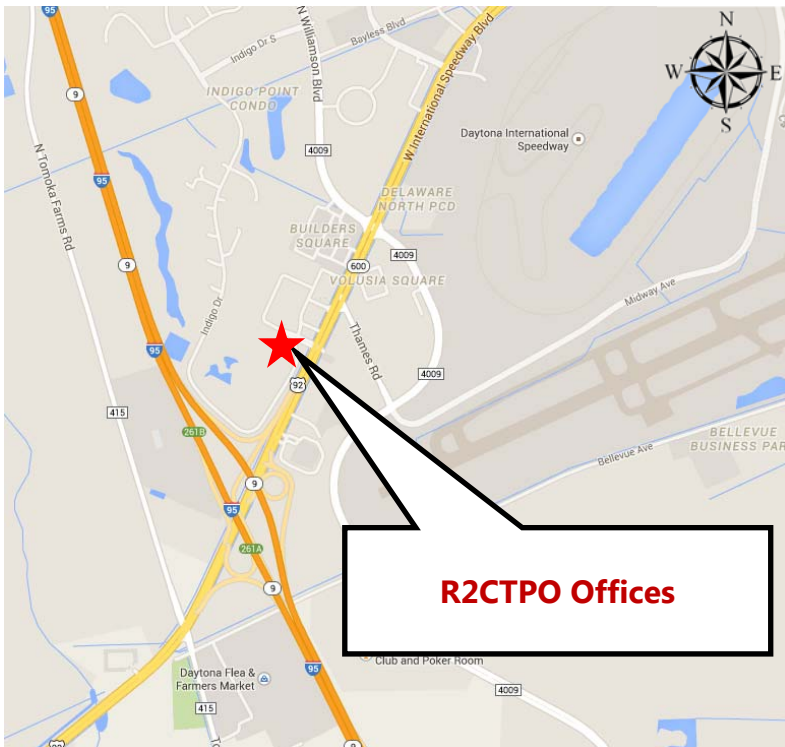 95
N Williamson Blvd
Bayless Blvd
Indigo Dr S
W International Speedway Blvd
N
W
E
S
9
INDIGO POINT
CONDO
Daytona International
Speedway
4009
95
N Tomoka Farms Rd
DELAWARE
NORTH PCD
BUILDERS
SQUARE
4009
9
600
VOLUSIA SQUARE
Midway Ave
Indigo Dr
Thames Rd
95
4009
92
415
261B
BELLEVUE
BUSINESS PAR
Bellevue Ave
9
95
261A
R2CTPO Offices
9
Club and Poker Room
95
Daytona Flea &
Farmers Market
4009
415
To
92
9